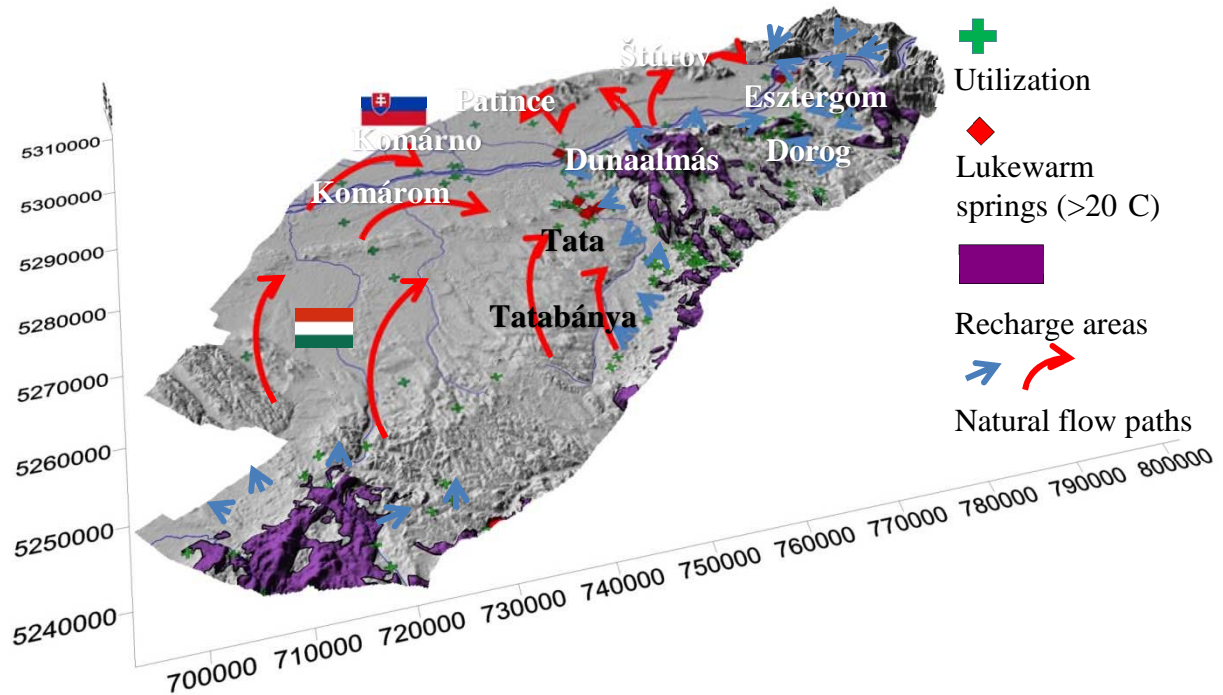 Štúrov
Patince
Esztergom
Komárno
Dunaalmás
Dorog
Komárom
Tata
Tatabánya
Utilization
Lukewarm
springs (>20 C)
Recharge areas
Natural flow paths
5310000
5300000
5290000
5280000
5270000
5260000
5250000
5240000
700000
710000
720000
730000
740000
750000
760000
770000
780000
790000
800000